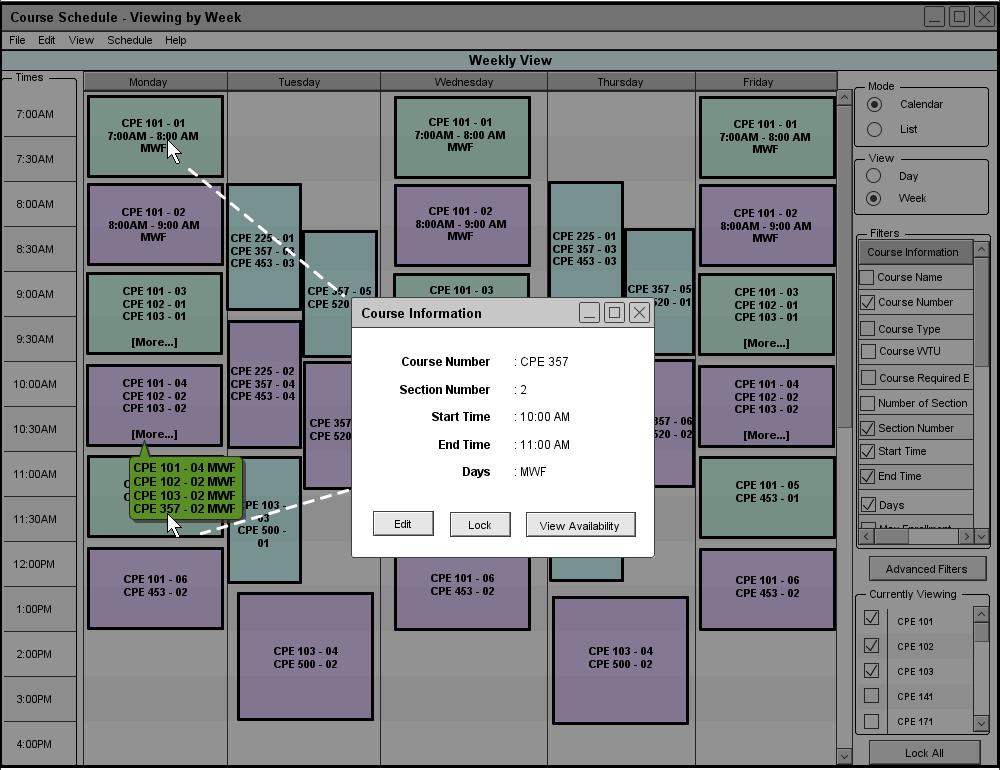 Course Schedule - Viewing by Week
File Edit View Schedule Help
Weekly View
Times
Monday Tuesday Wednesday Thursday Friday
7:00AM
7:30AM
8:00AM
8:30AM
9:00AM
9:30AM
10:00AM
10:30AM
11:00AM
11:30AM
12:00PM
1:00PM
2:00PM
3:00PM
4:00PM
CPE 101 - 01
7:00AM - 8:00 AM
MWF
CPE 101 - 02
8:00AM - 9:00 AM
MWF
CPE 101 - 03
CPE 102 - 01
CPE 103 - 01
[More...]
CPE 101 - 04
CPE 102 - 02
CPE 103 - 02
[More...]
CPE 101 - 04 MWF
CPE 102 - 02 MWF
CPE 103 - 02 MWF
CPE 357 - 02 MWF
CPE 101 - 06
CPE 453 - 02
CPE 225 - 01
CPE 357 - 03
CPE 453 - 03
CPE 357 - 05
CPE 520
CPE 225 - 02
CPE 357 - 04
CPE 453 - 04
CPE 357
CPE 520
CPE 103 -
03
CPE 500 -
01
CPE 103 - 04
CPE 500 - 02
CPE 101 - 01
7:00AM - 8:00 AM
MWF
CPE 101 - 02
8:00AM - 9:00 AM
MWF
CPE 101 - 03
CPE 101 - 06
CPE 453 - 02
CPE 225 - 01
CPE 357 - 03
CPE 453 - 03
CPE 357 - 05
520 - 01
357 - 06
520 - 02
CPE 103 - 04
CPE 500 - 02
CPE 101 - 01
7:00AM - 8:00 AM
MWF
CPE 101 - 02
8:00AM - 9:00 AM
MWF
CPE 101 - 03
CPE 102 - 01
CPE 103 - 01
[More...]
CPE 101 - 04
CPE 102 - 02
CPE 103 - 02
[More...]
CPE 101 - 05
CPE 453 - 01
CPE 101 - 06
CPE 453 - 02
Course Information
Course Number : CPE 357
Section Number : 2
Start Time : 10:00 AM
End Time : 11:00 AM
Days : MWF
Edit Lock View Availability
Mode
Calendar
List
View
Day
Week
Filters
Course Information
Course Name
Course Number
Course Type
Course WTU
Course Required E
Number of Section
Section Number
Start Time
End Time
Days
Max Enrollment
Advanced Filters
Currently Viewing
CPE 101
CPE 102
CPE 103
CPE 141
CPE 171
Lock All